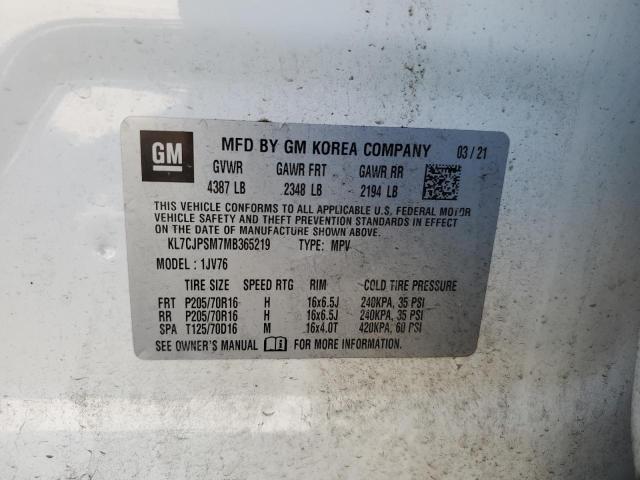 GM
MFD BY GM KOREA COMPANY 03/21
GVWR GAWR FRT GAWR RR
4387 LB 2348 LB 2194 LB
THIS VEHICLE CONFORMS TO ALL APPLICABLE U.S. FEDERAL MOTOR
VEHICLE SAFETY AND THEFT PREVENTION STANDARDS IN EFFECT
ON THE DATE OF MANUFACTURE SHOWN ABOVE.
KL7CJPSM7MB365219 TYPE: MPV
MODEL : 1JV76
TIRE SIZE SPEED RTG RIM COLD TIRE PRESSURE
FRT P205/70R16 H 16x6.5J 240KPA, 35 PSI
RR P205/70R16 H 16x6.5J 240KPA, 35 PSI
SPA T125/70D16 M 16x4.0T 420KPA, 60 PSI
SEE OWNER'S MANUAL FOR MORE INFORMATION